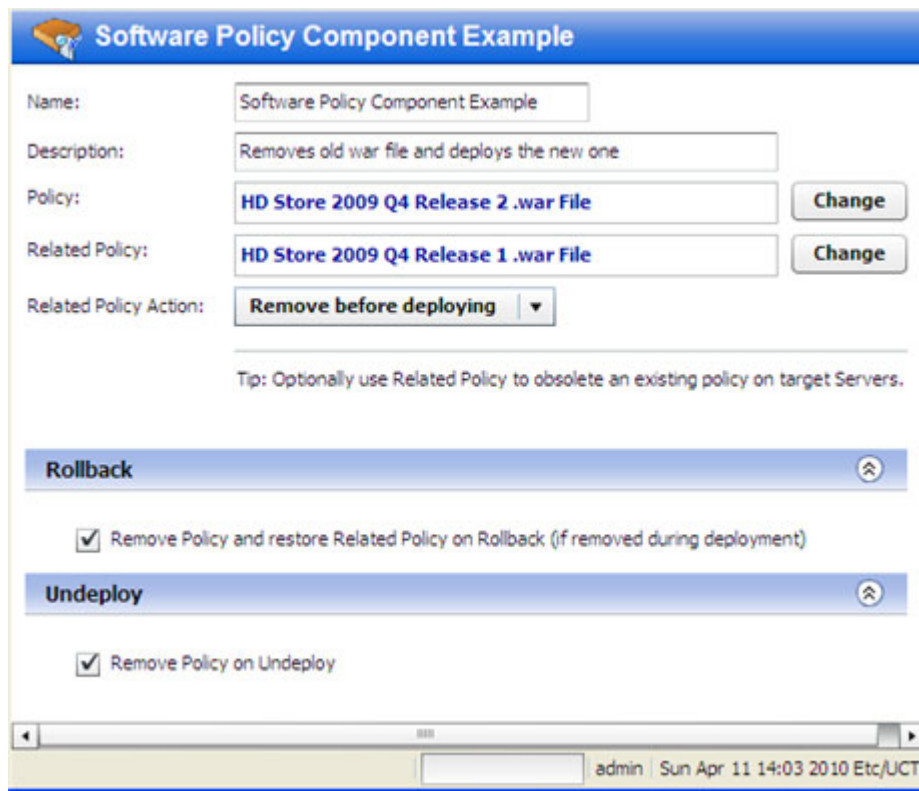 Software Policy Component Example
Name: Software Policy Component Example
Description: Removes old war file and deploys the new one
Policy: HD Store 2009 Q4 Release 2 .war File Change
Related Policy: HD Store 2009 Q4 Release 1 .war File Change
Related Policy Action: Remove before deploying
Tip: Optionally use Related Policy to obsolete an existing policy on target Servers.
Rollback
Remove Policy and restore Related Policy on Rollback (if removed during deployment)
Undeploy
Remove Policy on Undeploy
admin Sun Apr 11 14:03 2010 Etc/UCT